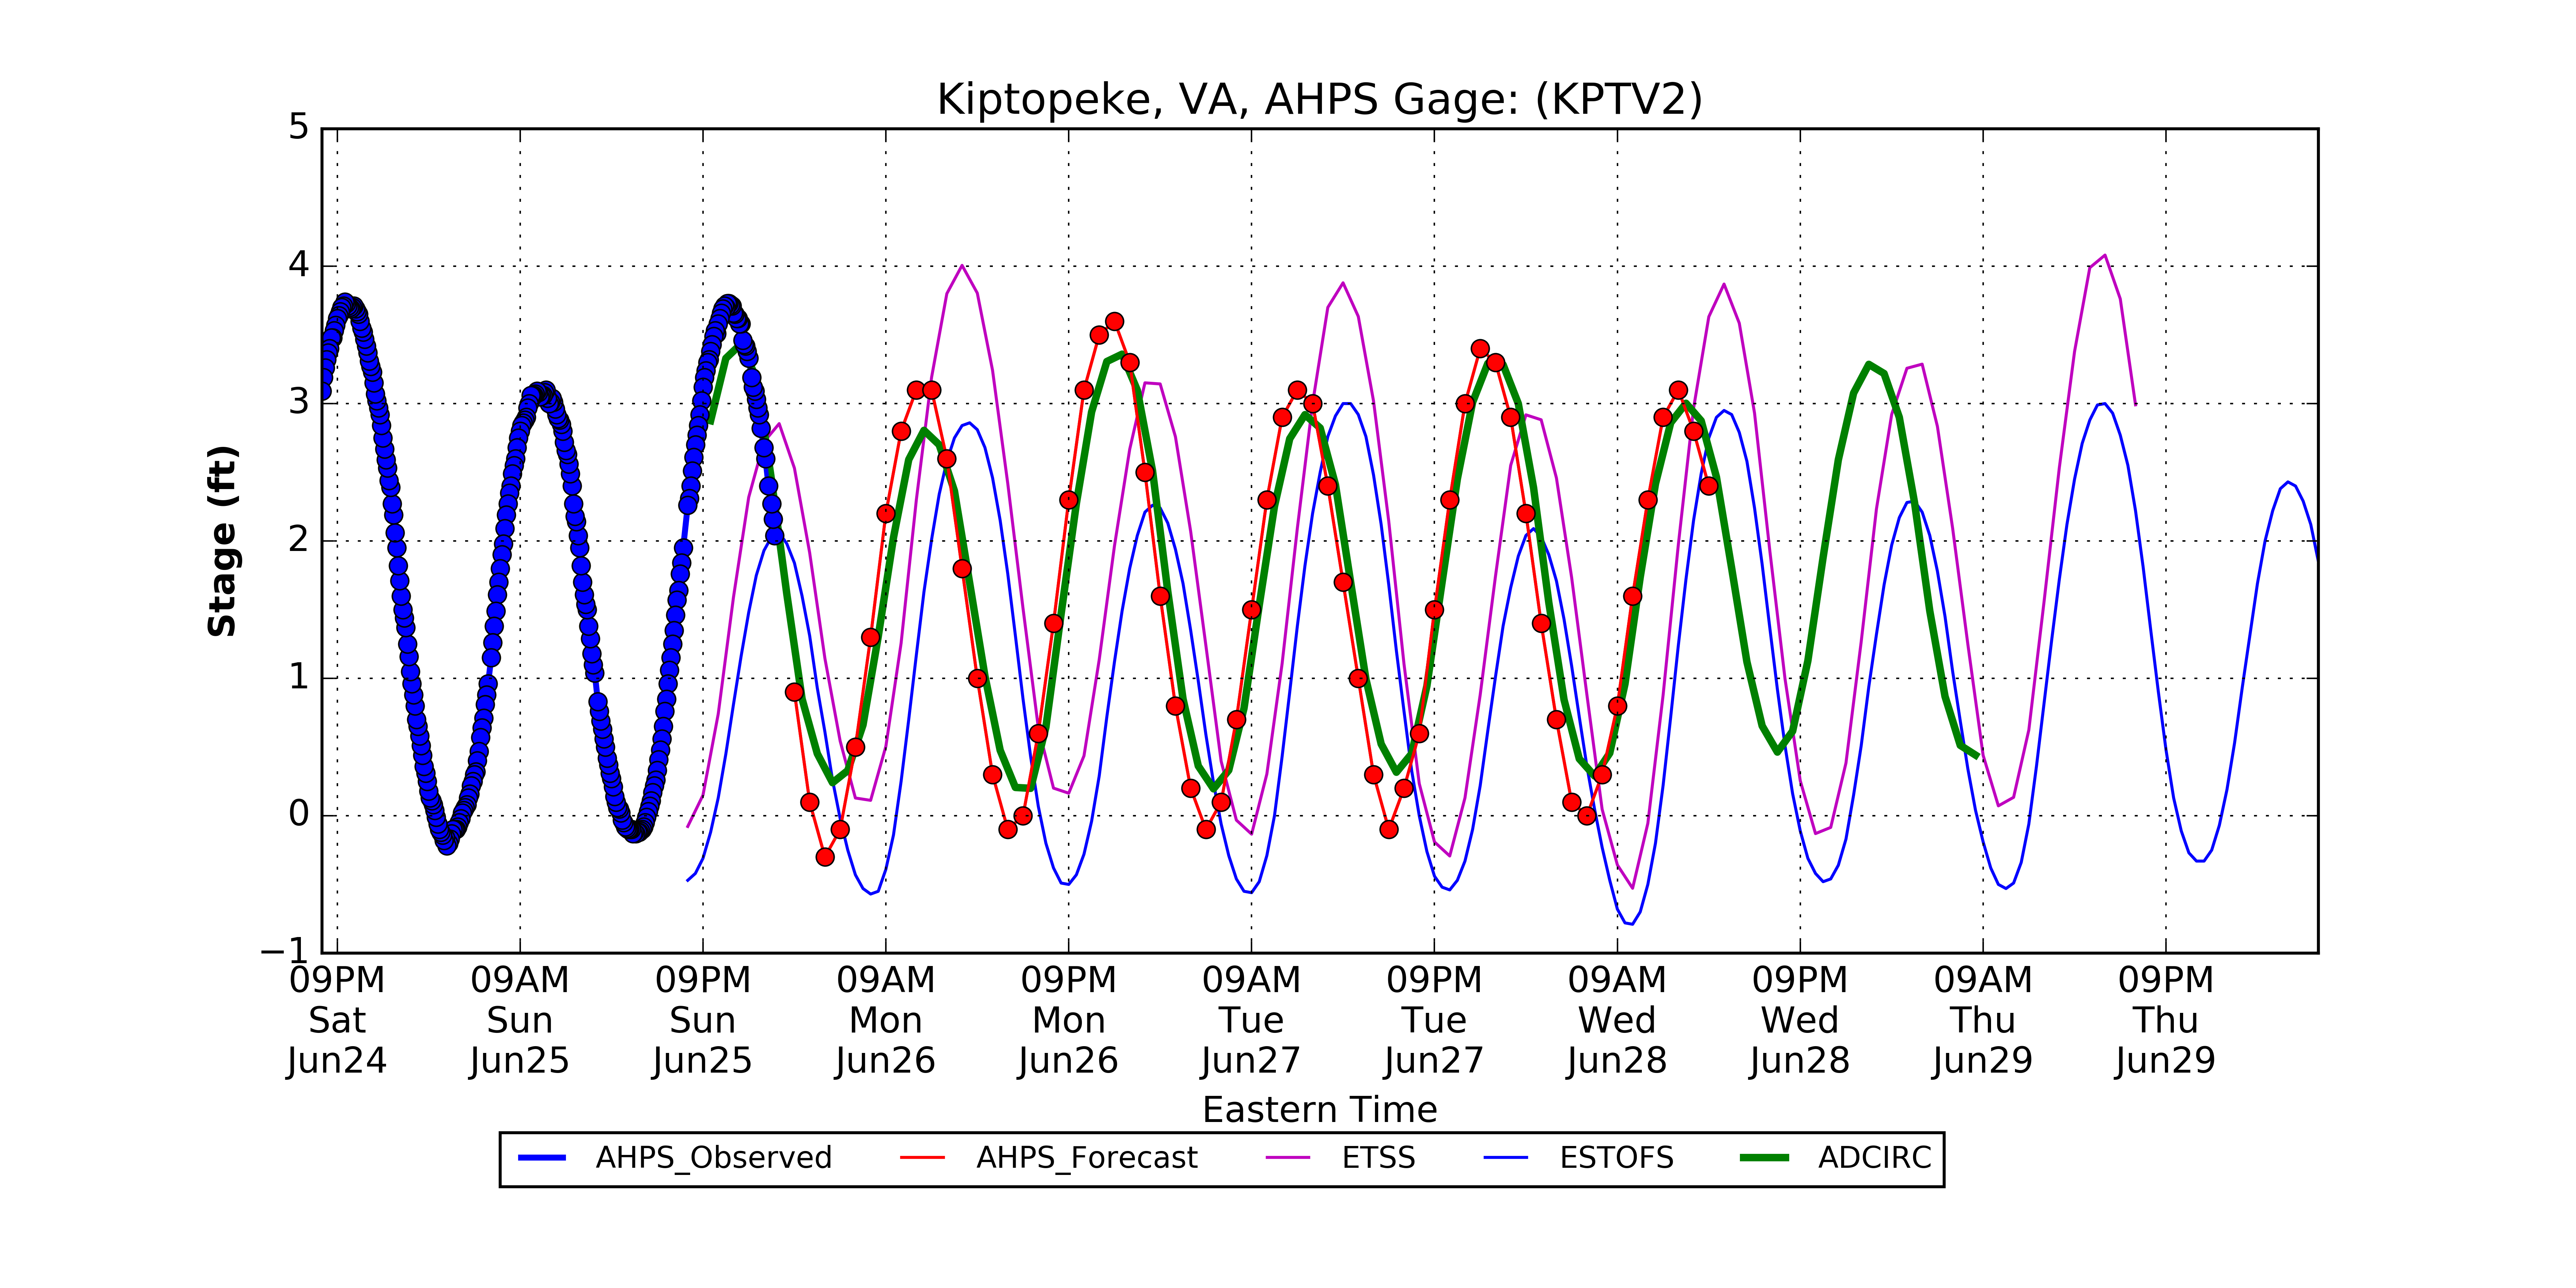 Kiptopeke, VA, AHPS Gage: (KPTV2)
5
4
3
2
1
0
−1
Stage (ft)
09PM 09AM 09PM 09AM 09PM 09AM 09PM 09AM 09PM 09AM 09PM
Sat Sun Sun Mon Mon Tue Tue Wed Wed Thu Thu
Jun24 Jun25 Jun25 Jun26 Jun26 Jun27 Jun27 Jun28 Jun28 Jun29 Jun29
Eastern Time
AHPS_Observed AHPS_Forecast ETSS ESTOFS ADCIRC